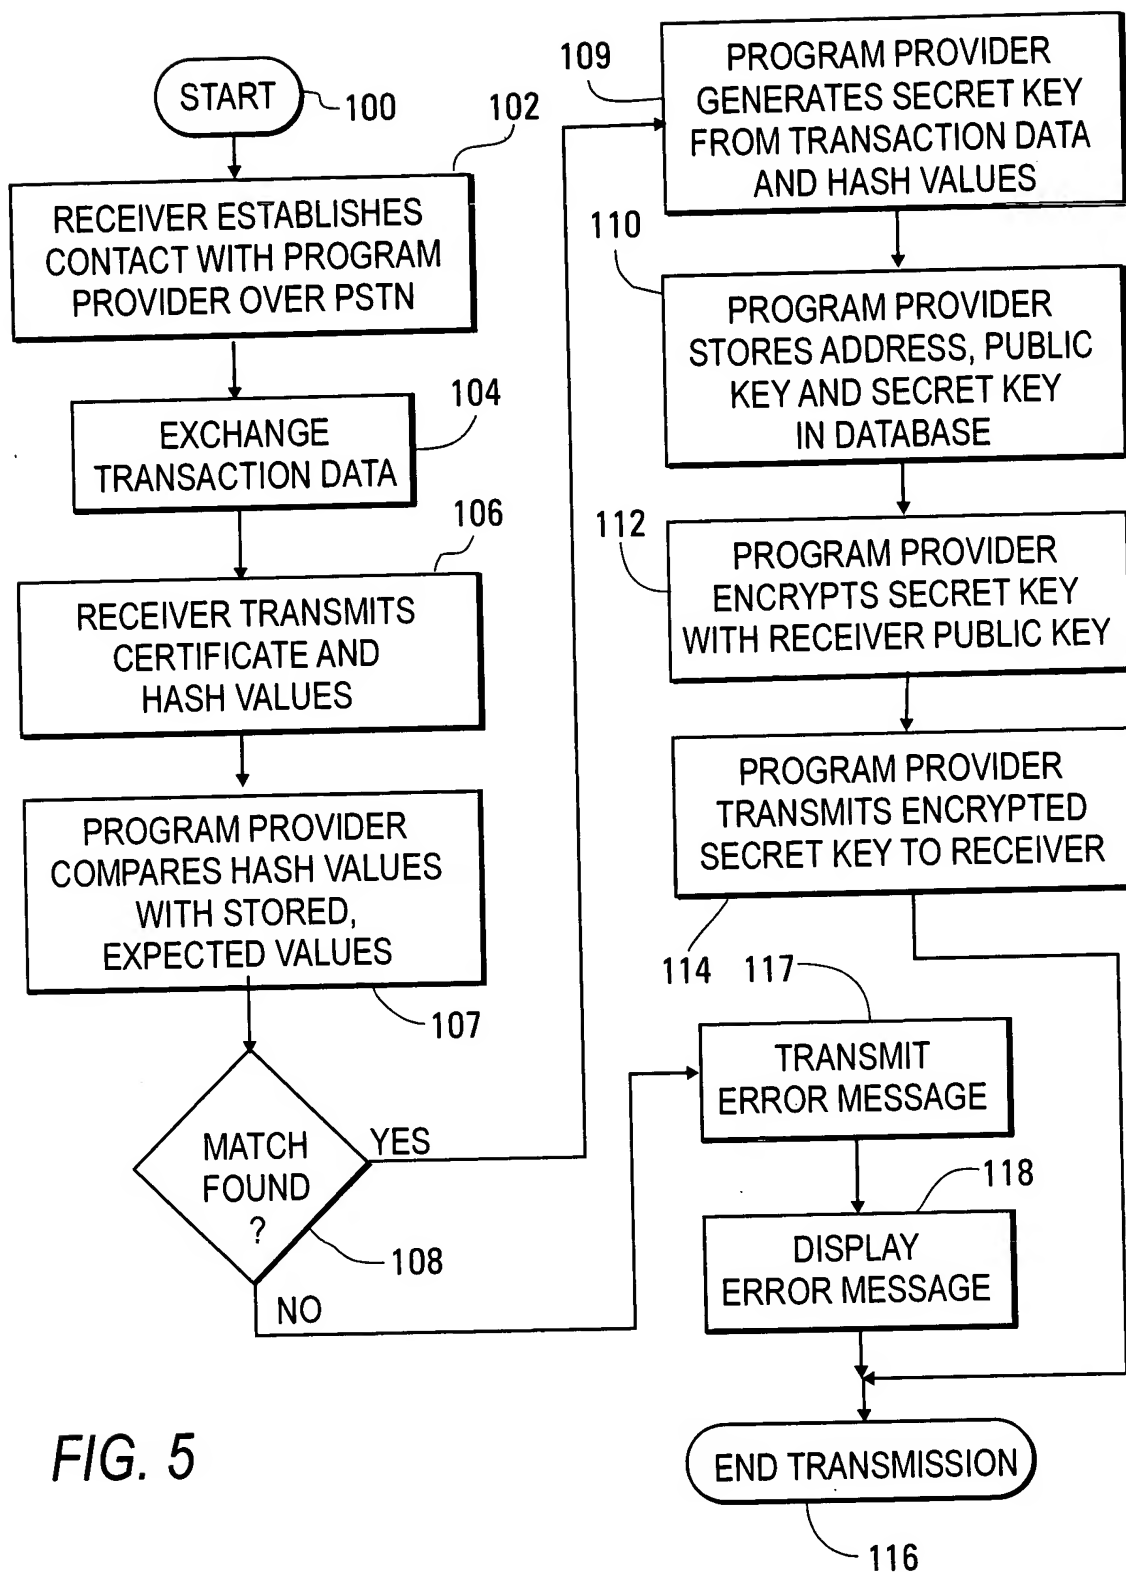 START
100
102
RECEIVER ESTABLISHES
CONTACT WITH PROGRAM
PROVIDER OVER PSTN
104
EXCHANGE
TRANSACTION DATA
106
RECEIVER TRANSMITS
CERTIFICATE AND
HASH VALUES
PROGRAM PROVIDER
COMPARES HASH VALUES
WITH STORED,
EXPECTED VALUES
107
MATCH
FOUND
?
YES
108
NO
109
PROGRAM PROVIDER
GENERATES SECRET KEY
FROM TRANSACTION DATA
AND HASH VALUES
110
PROGRAM PROVIDER
STORES ADDRESS, PUBLIC
KEY AND SECRET KEY
IN DATABASE
112
PROGRAM PROVIDER
ENCRYPTS SECRET KEY
WITH RECEIVER PUBLIC KEY
PROGRAM PROVIDER
TRANSMITS ENCRYPTED
SECRET KEY TO RECEIVER
114
117
TRANSMIT
ERROR MESSAGE
118
DISPLAY
ERROR MESSAGE
END TRANSMISSION
116
FIG. 5